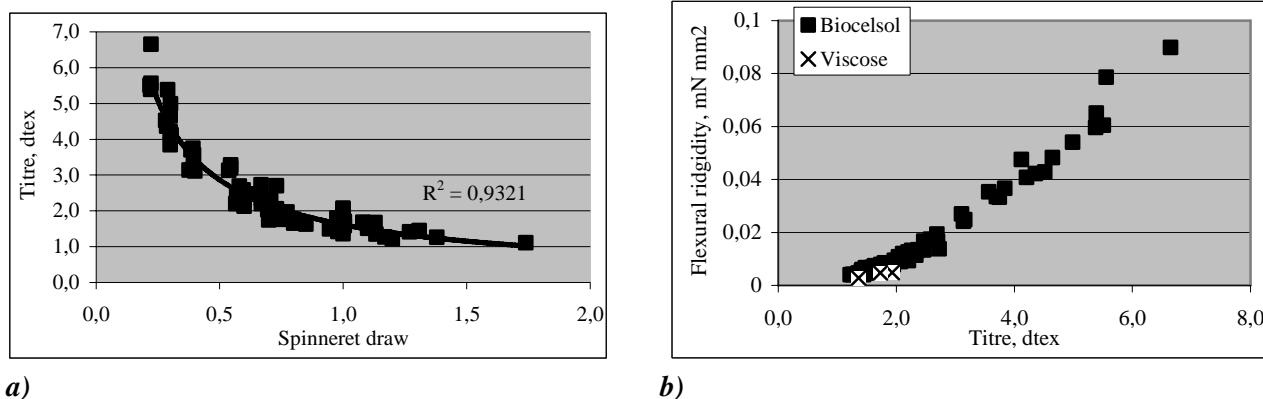 7,0
6,0
5,0
4,0
3,0
2,0
1,0
0,0
Titre, dtex
R² = 0,9321
0,0 0,5 1,0 1,5 2,0
Spinneret draw
a)
0,1
0,08
0,06
0,04
0,02
0
Flexural ridgidity, mN mm2
Biocelsol
Viscose
0,0 2,0 4,0 6,0 8,0
Titre, dtex
b)